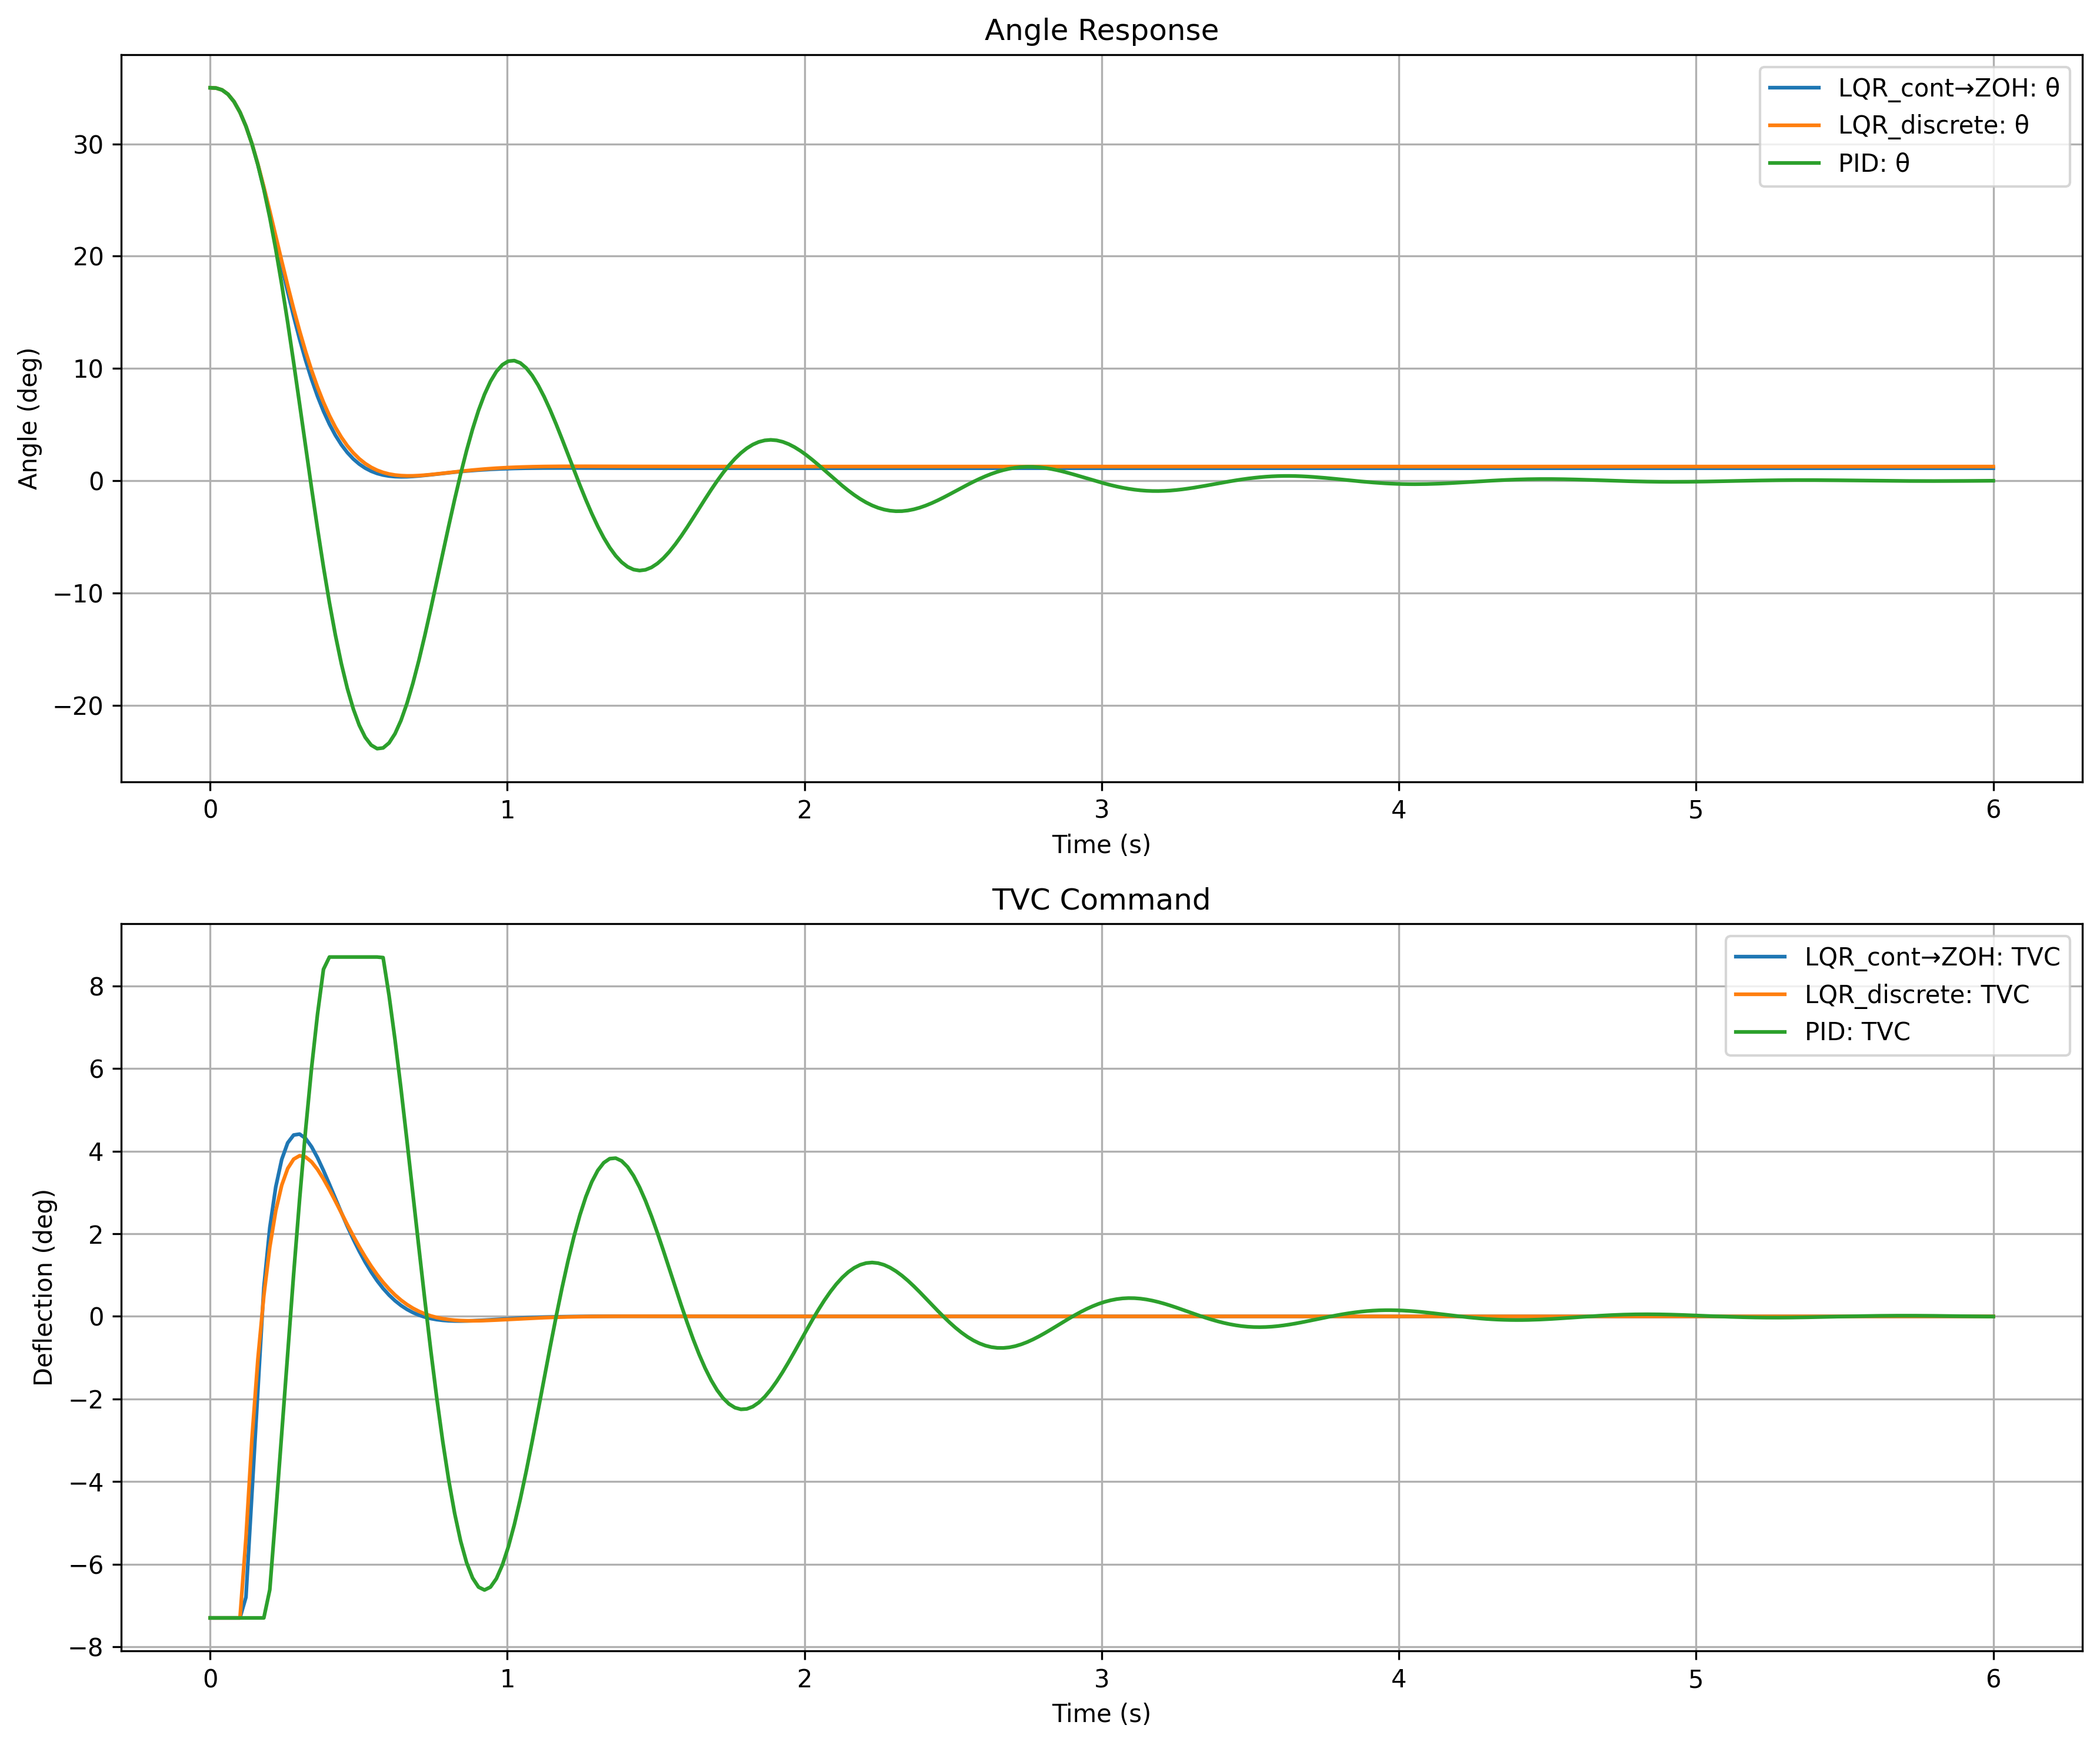 Angle Response
LQR_cont→ZOH: θ
LQR_discrete: θ
PID: θ
Angle (deg)
30
20
10
0
−10
−20
0 1 2 3 4 5 6
Time (s)
TVC Command
LQR_cont→ZOH: TVC
LQR_discrete: TVC
PID: TVC
Deflection (deg)
8
6
4
2
0
−2
−4
−6
−8
0 1 2 3 4 5 6
Time (s)